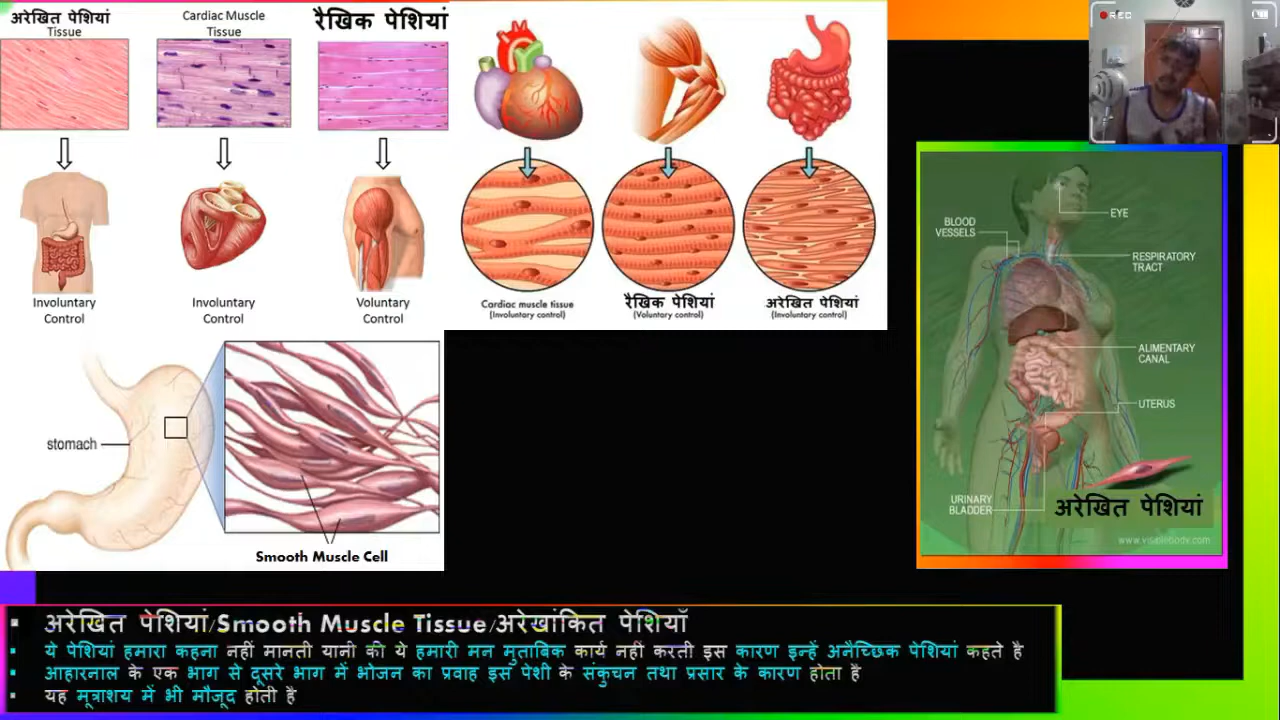 अरेखित पेशियां
Tissue
Cardiac Muscle
Tissue
रैखिक पेशियां
Involuntary
Control
Involuntary
Control
Voluntary
Control
Cardiac muscle tissue
(Involuntary control)
रैखिक पेशियां
(Voluntary control)
अरेखित पेशियां
(Involuntary control)
REC
EYE
BLOOD
VESSELS
RESPIRATORY
TRACT
ALIMENTARY
CANAL
UTERUS
URINARY
BLADDER
अरेखित पेशियां
www.visiblebody.com
stomach
Smooth Muscle Cell
अरेखित पेशियां/Smooth Muscle Tissue/अरेखांकित पेशियाँ
ये पेशियां हमारा कहना नहीं मानती यानी की ये हमारी मन मुताबिक कार्य नहीं करती इस कारण इन्हें अनैच्छिक पेशियां कहते है
आहारनाल के एक भाग से दूसरे भाग में भोजन का प्रवाह इस पेशी के संकुचन तथा प्रसार के कारण होता है
यह मूत्राशय में भी मौजूद होती है